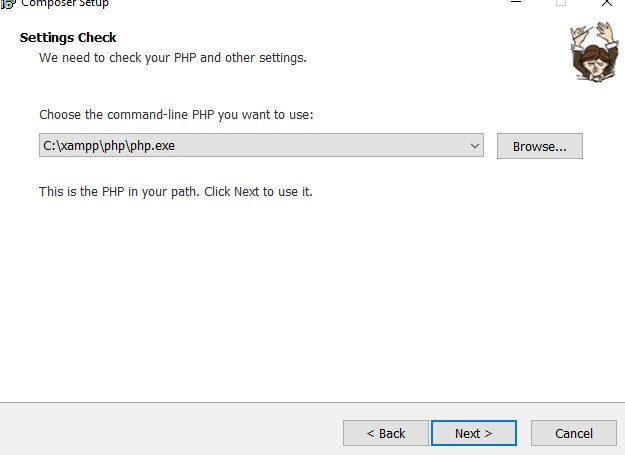 Composer Setup
Settings Check
We need to check your PHP and other settings.
Choose the command-line PHP you want to use:
C:\xampp\php\php.exe
Browse...
This is the PHP in your path. Click Next to use it.
< Back
Next >
Cancel